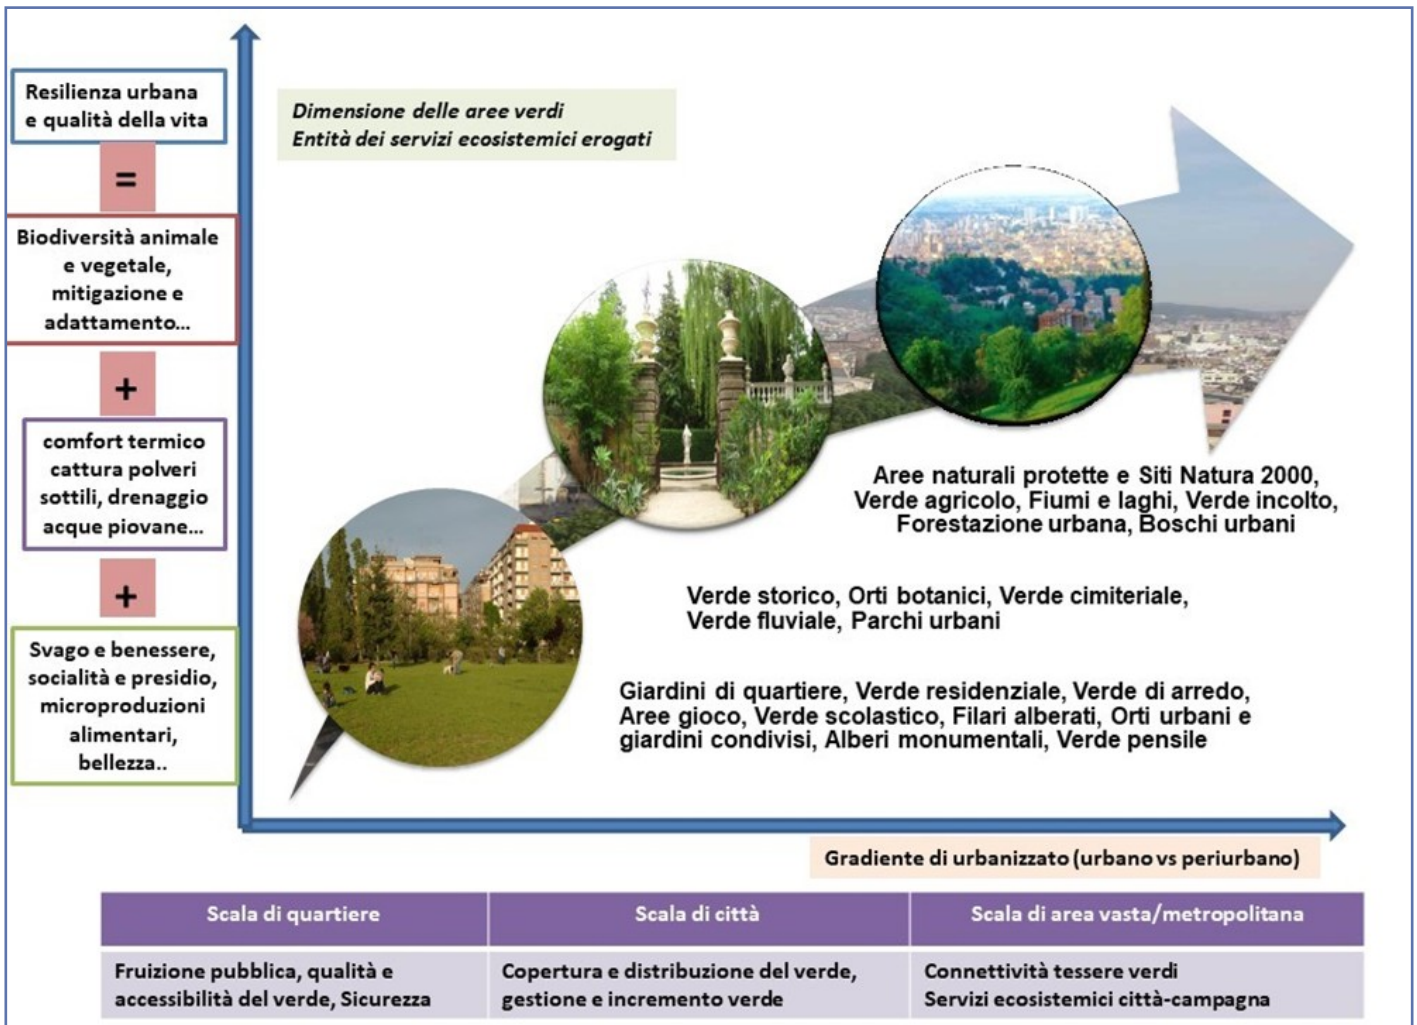 Resilienza urbana
e qualità della vita
=
Biodiversità animale
e vegetale,
mitigazione e
adattamento...
+
comfort termico
cattura polveri
sottili, drenaggio
acque piovane...
+
Svago e benessere,
socialità e presidio,
microproduzioni
alimentari,
bellezza..
Dimensione delle aree verdi
Entità dei servizi ecosistemici erogati
Aree naturali protette e Siti Natura 2000,
Verde agricolo, Fiumi e laghi, Verde incolto,
Forestazione urbana, Boschi urbani
Verde storico, Orti botanici, Verde cimiteriale,
Verde fluviale, Parchi urbani
Giardini di quartiere, Verde residenziale, Verde di arredo,
Aree gioco, Verde scolastico, Filari alberati, Orti urbani e
giardini condivisi, Alberi monumentali, Verde pensile
Gradiente di urbanizzato (urbano vs periurbano)
Scala di quartiere
Scala di città
Scala di area vasta/metropolitana
Fruizione pubblica, qualità e
accessibilità del verde, Sicurezza
Copertura e distribuzione del verde,
gestione e incremento verde
Connettività tessere verdi
Servizi ecosistemici città-campagna